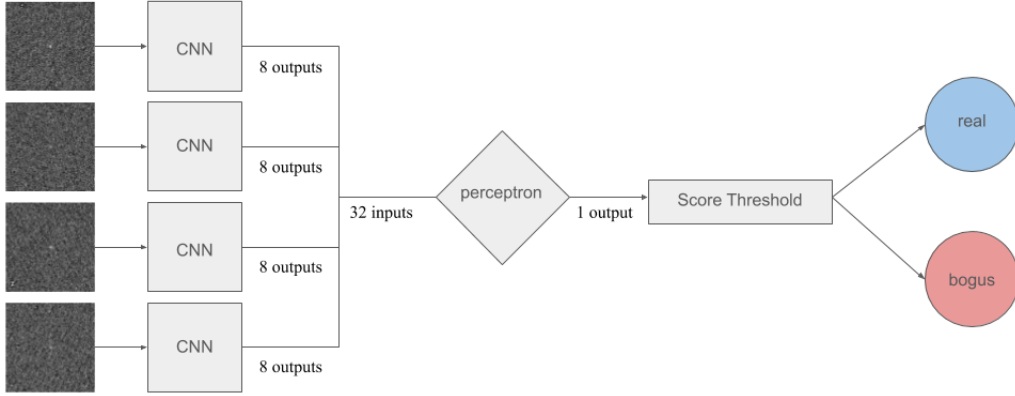 CNN
8 outputs
CNN
8 outputs
CNN
8 outputs
CNN
8 outputs
32 inputs
perceptron
1 output
Score Threshold
real
bogus